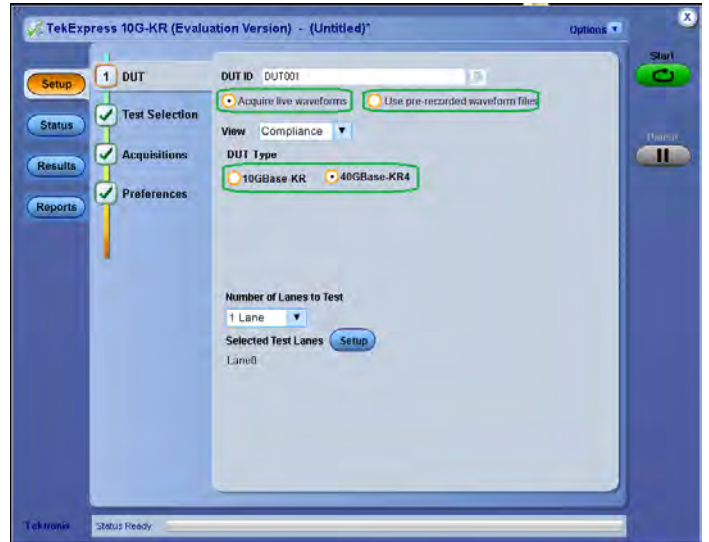 TekExpress 10G-KR (Evaluation Version) - (Untitled)*
Options
X
Start
Setup
Status
Results
Reports
1 DUT
Test Selection
Acquisitions
Preferences
DUT ID DUT001
Acquire live waveforms
Use pre-recorded waveform files
View Compliance
DUT Type
10GBase-KR
40GBase-KR4
Number of Lanes to Test
1 Lane
Selected Test Lanes Setup
Lane0
Pause
Tektronix
Status Ready